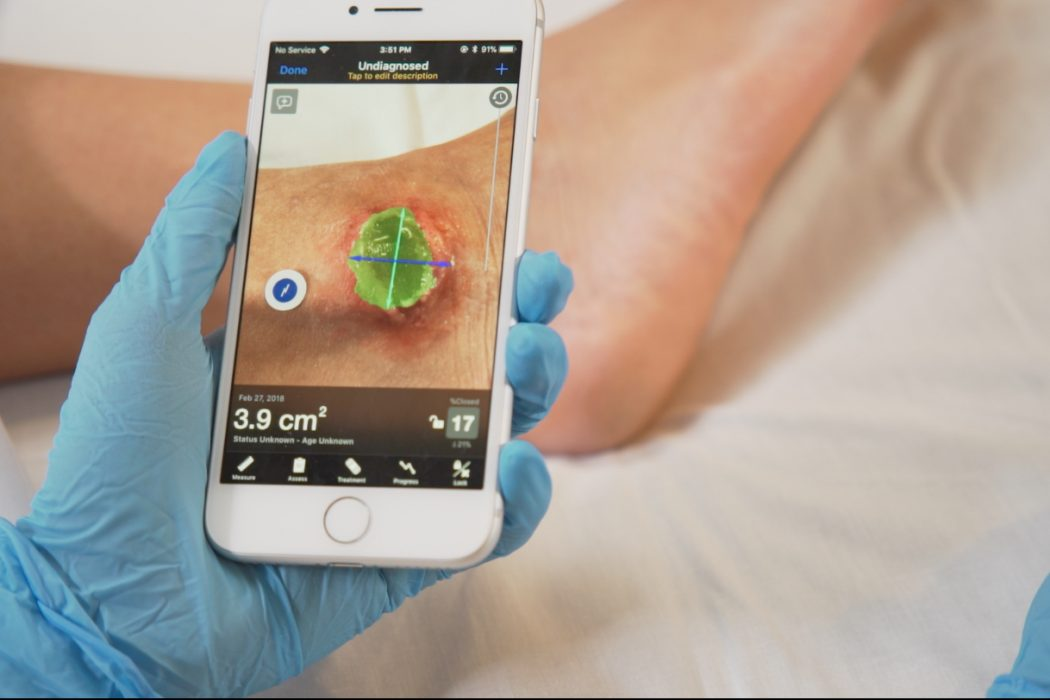 No Service 3:51 PM 91%
Done Undiagnosed +
Tap to edit description
Feb 27, 2018 %Closed
3.9 cm² 17
Status Unknown - Age Unknown
Measure Assess Treatment Progress Lock